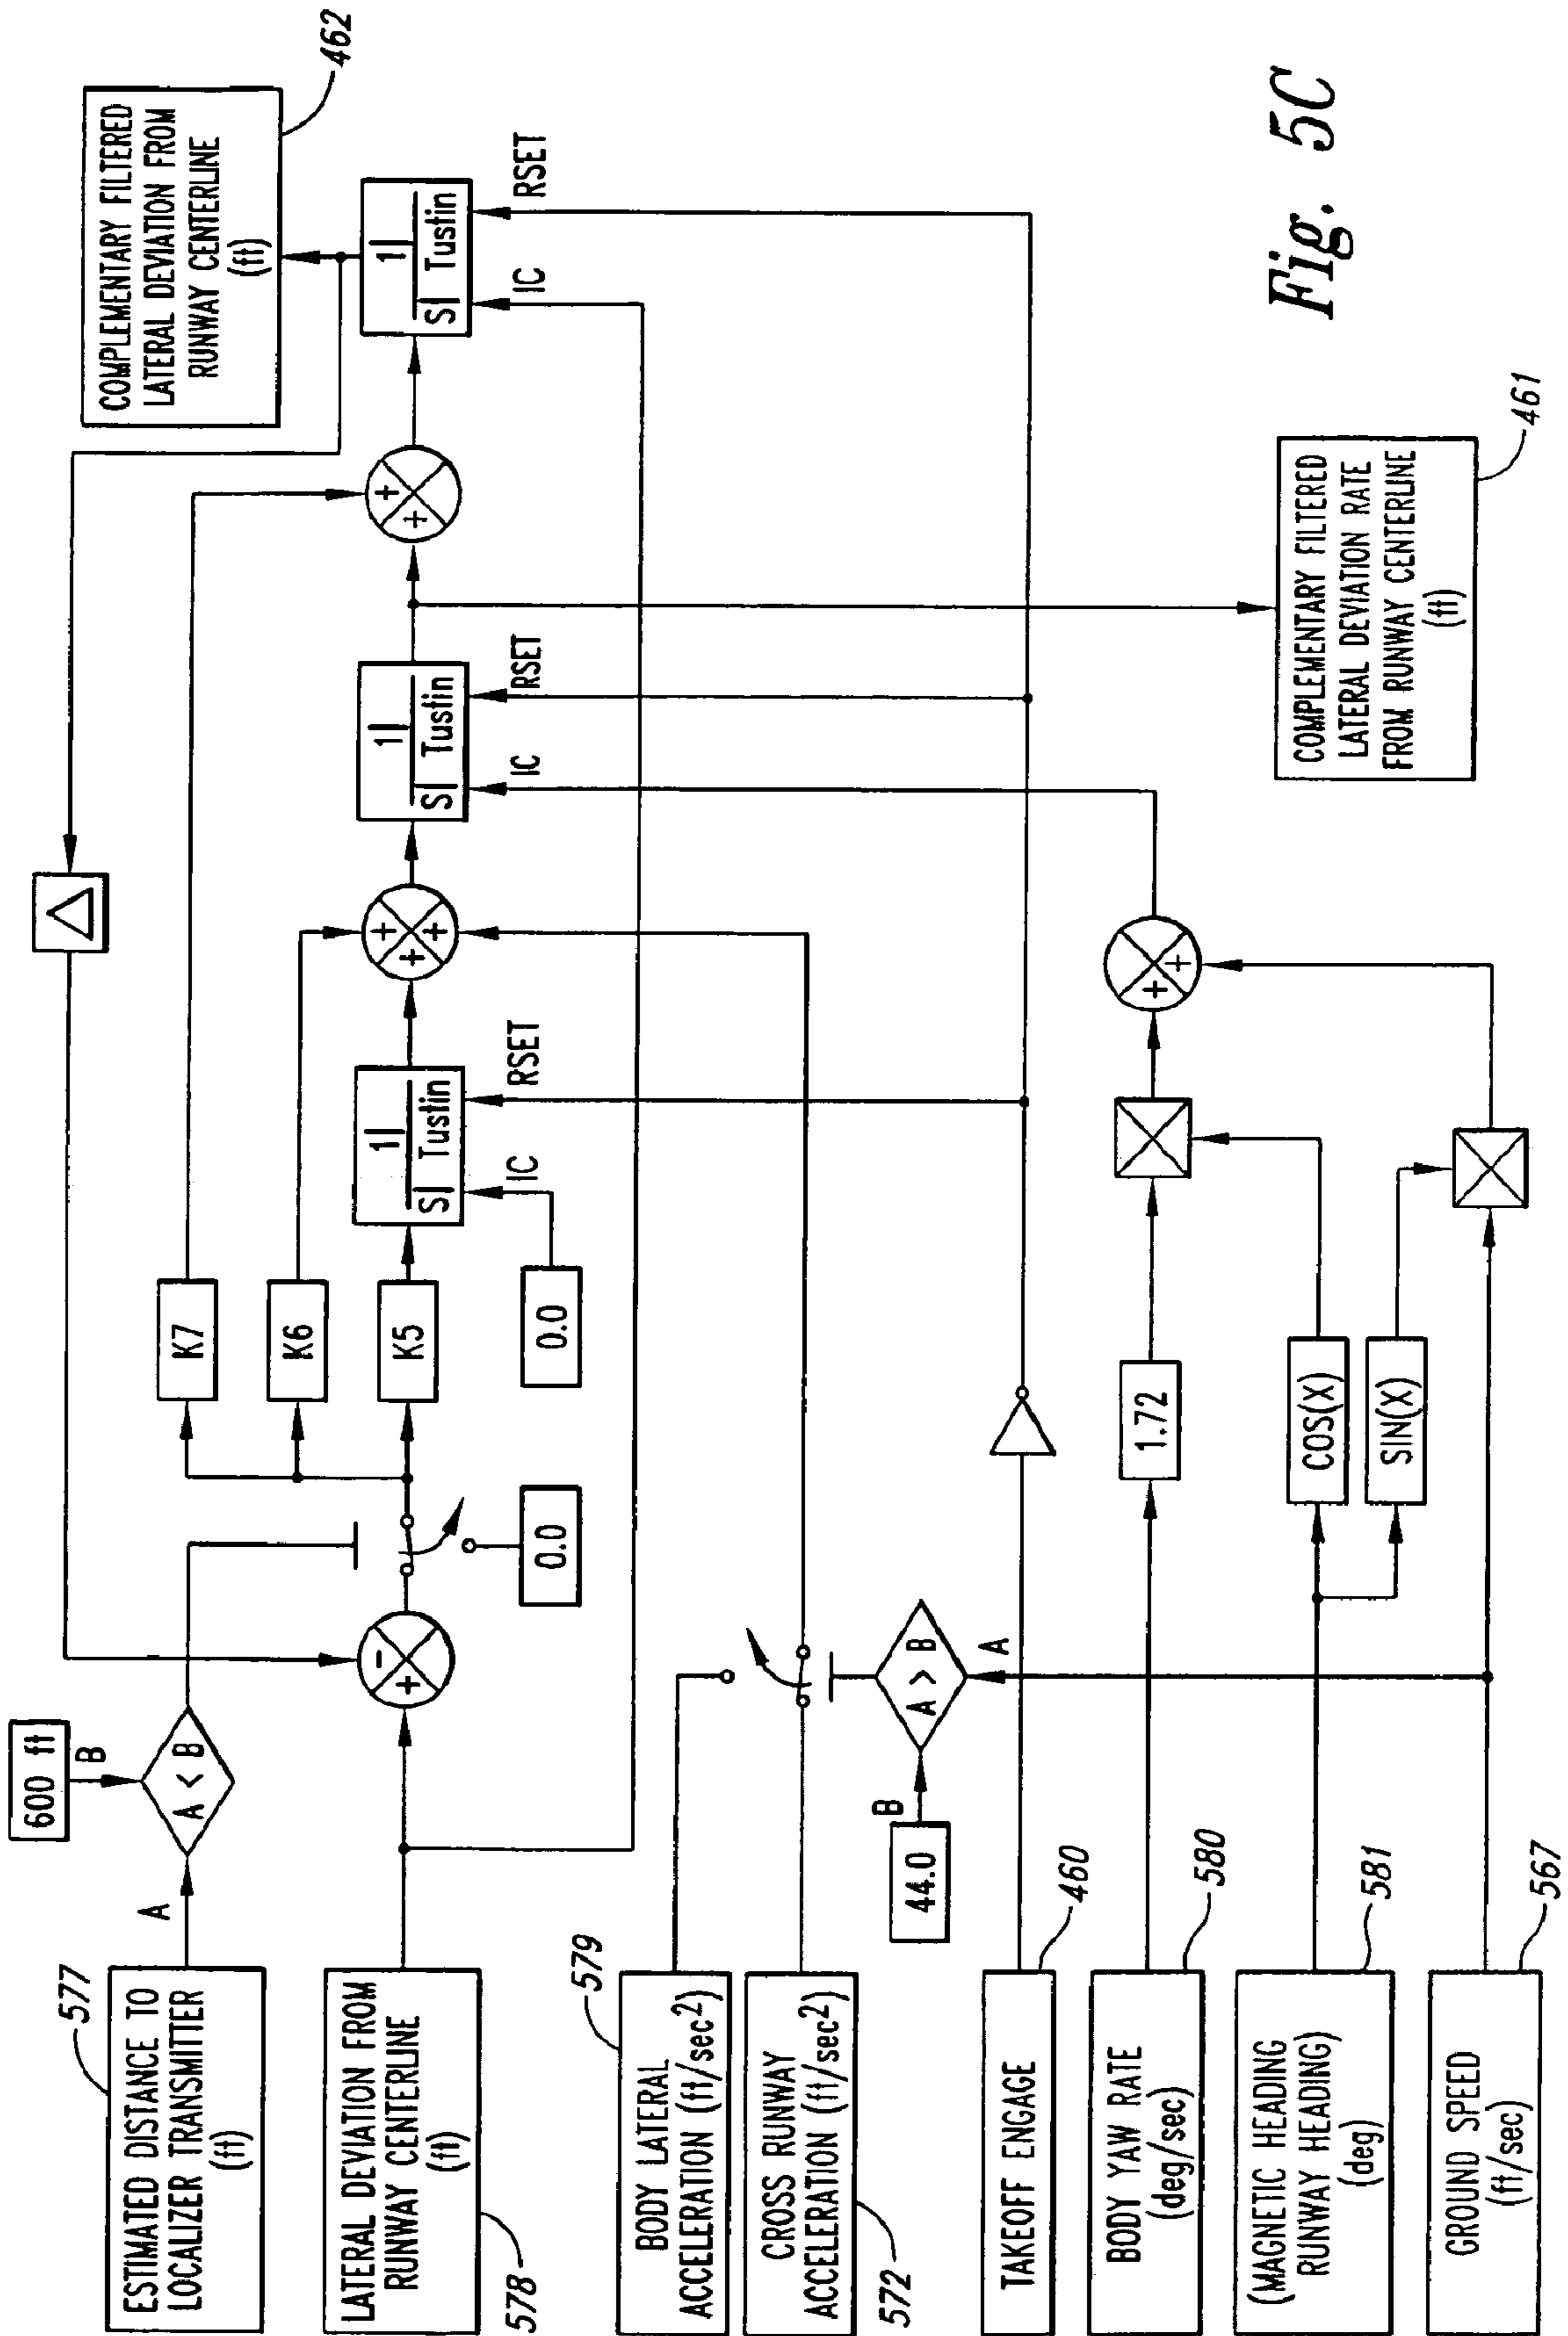 600 ft
B
A
A < B
577
ESTIMATED DISTANCE TO
LOCALIZER TRANSMITTER
(ft)
LATERAL DEVIATION FROM
RUNWAY CENTERLINE
(ft)
578
+
-
0.0
K7
K6
K5
0.0
IC
RSET
1
S
Tustin
+
+
+
IC
RSET
1
S
Tustin
+
+
IC
RSET
1
S
Tustin
COMPLEMENTARY FILTERED
LATERAL DEVIATION FROM
RUNWAY CENTERLINE
(ft)
462
579
BODY LATERAL
ACCELERATION (ft/sec²)
CROSS RUNWAY
ACCELERATION (ft/sec²)
572
44.0
B
A > B
A
TAKEOFF ENGAGE
460
BODY YAW RATE
(deg/sec)
580
1.72
(MAGNETIC HEADING
RUNWAY HEADING)
(deg)
581
COS(X)
SIN(X)
GROUND SPEED
(ft/sec)
567
+
+
COMPLEMENTARY FILTERED
LATERAL DEVIATION RATE
FROM RUNWAY CENTERLINE
(ft)
461
Fig. 5C